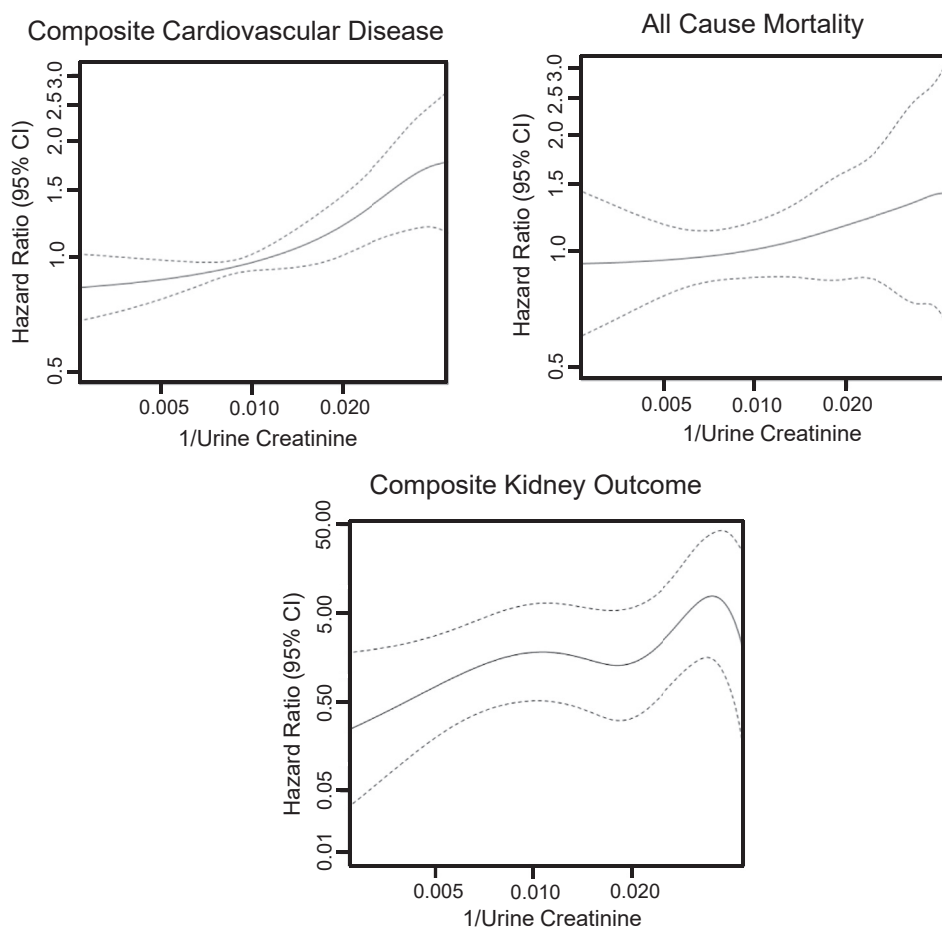 Composite Cardiovascular Disease
Hazard Ratio (95% CI)
3.0
2.5
2.0
1.5
1.0
0.5
0.005 0.010 0.020
1/Urine Creatinine
All Cause Mortality
Hazard Ratio (95% CI)
3.0
2.5
2.0
1.5
1.0
0.5
0.005 0.010 0.020
1/Urine Creatinine
Composite Kidney Outcome
Hazard Ratio (95% CI)
50.00
5.00
0.50
0.05
0.01
0.005 0.010 0.020
1/Urine Creatinine